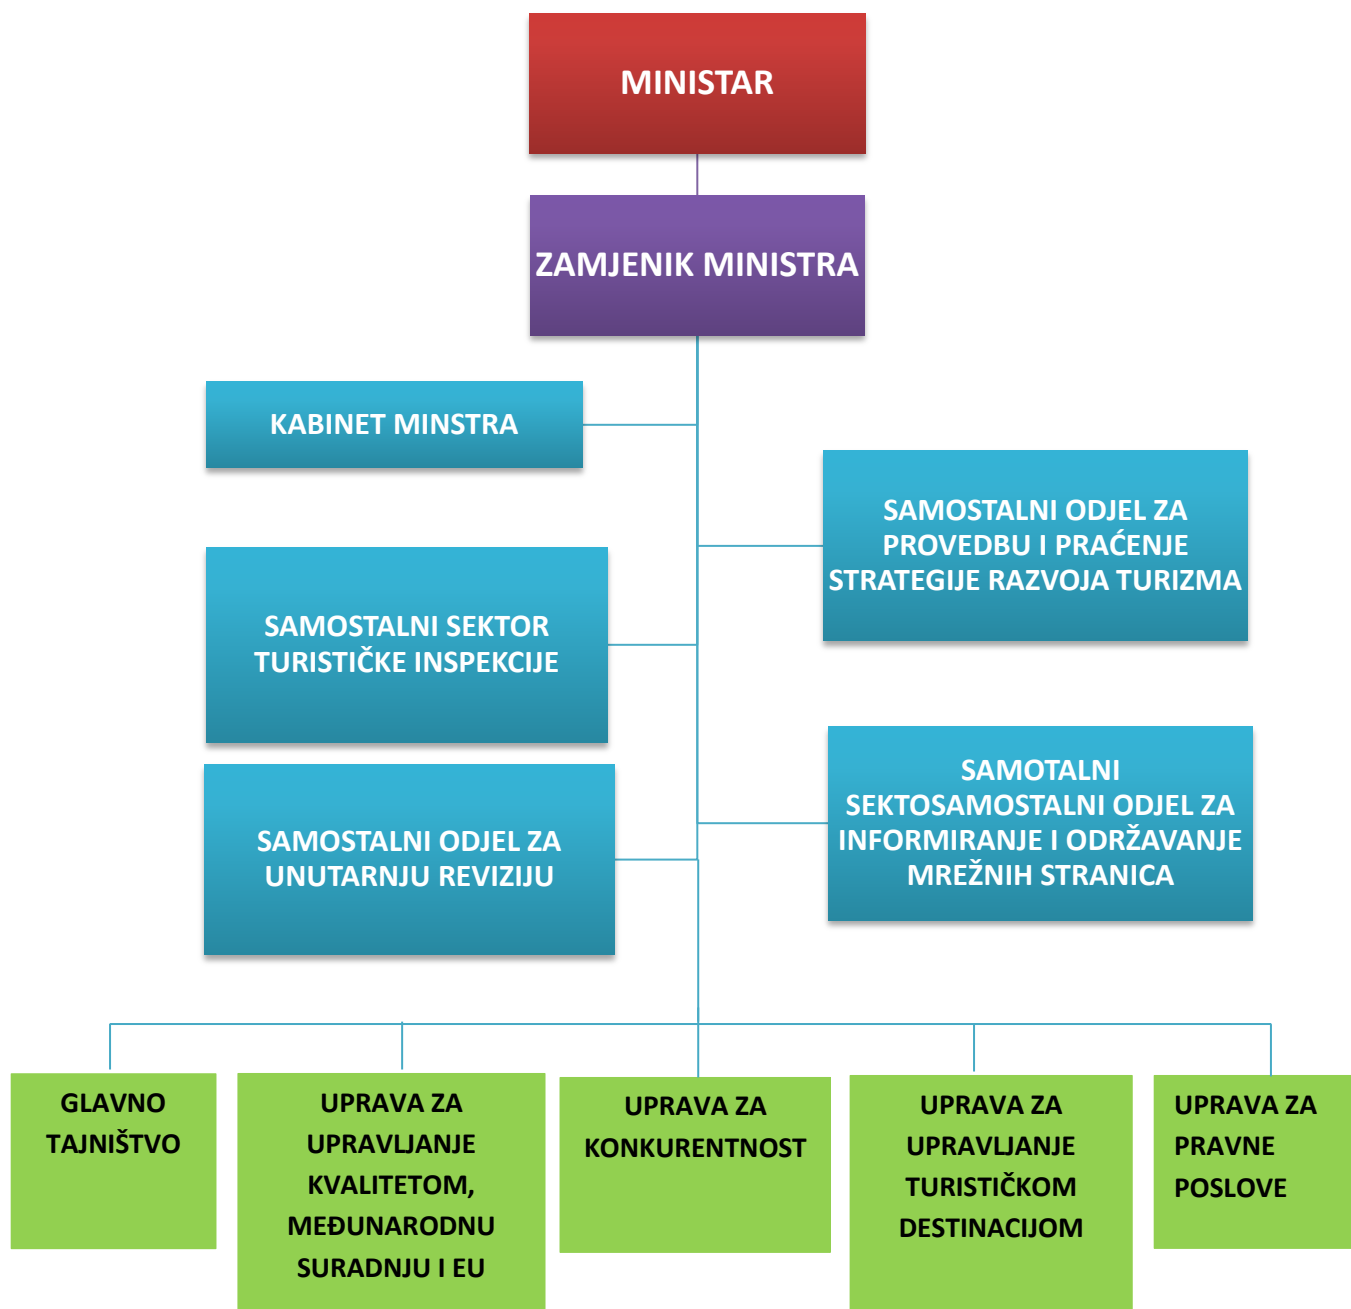 MINISTAR
ZAMJENIK MINISTRA
KABINET MINSTRA
SAMOSTALNI ODJEL ZA
PROVEDBU I PRAĆENJE
STRATEGIJE RAZVOJA TURIZMA
SAMOSTALNI SEKTOR
TURISTIČKE INSPEKCIJE
SAMOTALNI
SEKTOSAMOSTALNI ODJEL ZA
INFORMIRANJE I ODRŽAVANJE
MREŽNIH STRANICA
SAMOSTALNI ODJEL ZA
UNUTARNJU REVIZIJU
GLAVNO
TAJNIŠTVO
UPRAVA ZA
UPRAVLJANJE
KVALITETOM,
MEĐUNARODNU
SURADNJU I EU
UPRAVA ZA
KONKURENTNOST
UPRAVA ZA
UPRAVLJANJE
TURISTIČKOM
DESTINACIJOM
UPRAVA ZA
PRAVNE
POSLOVE